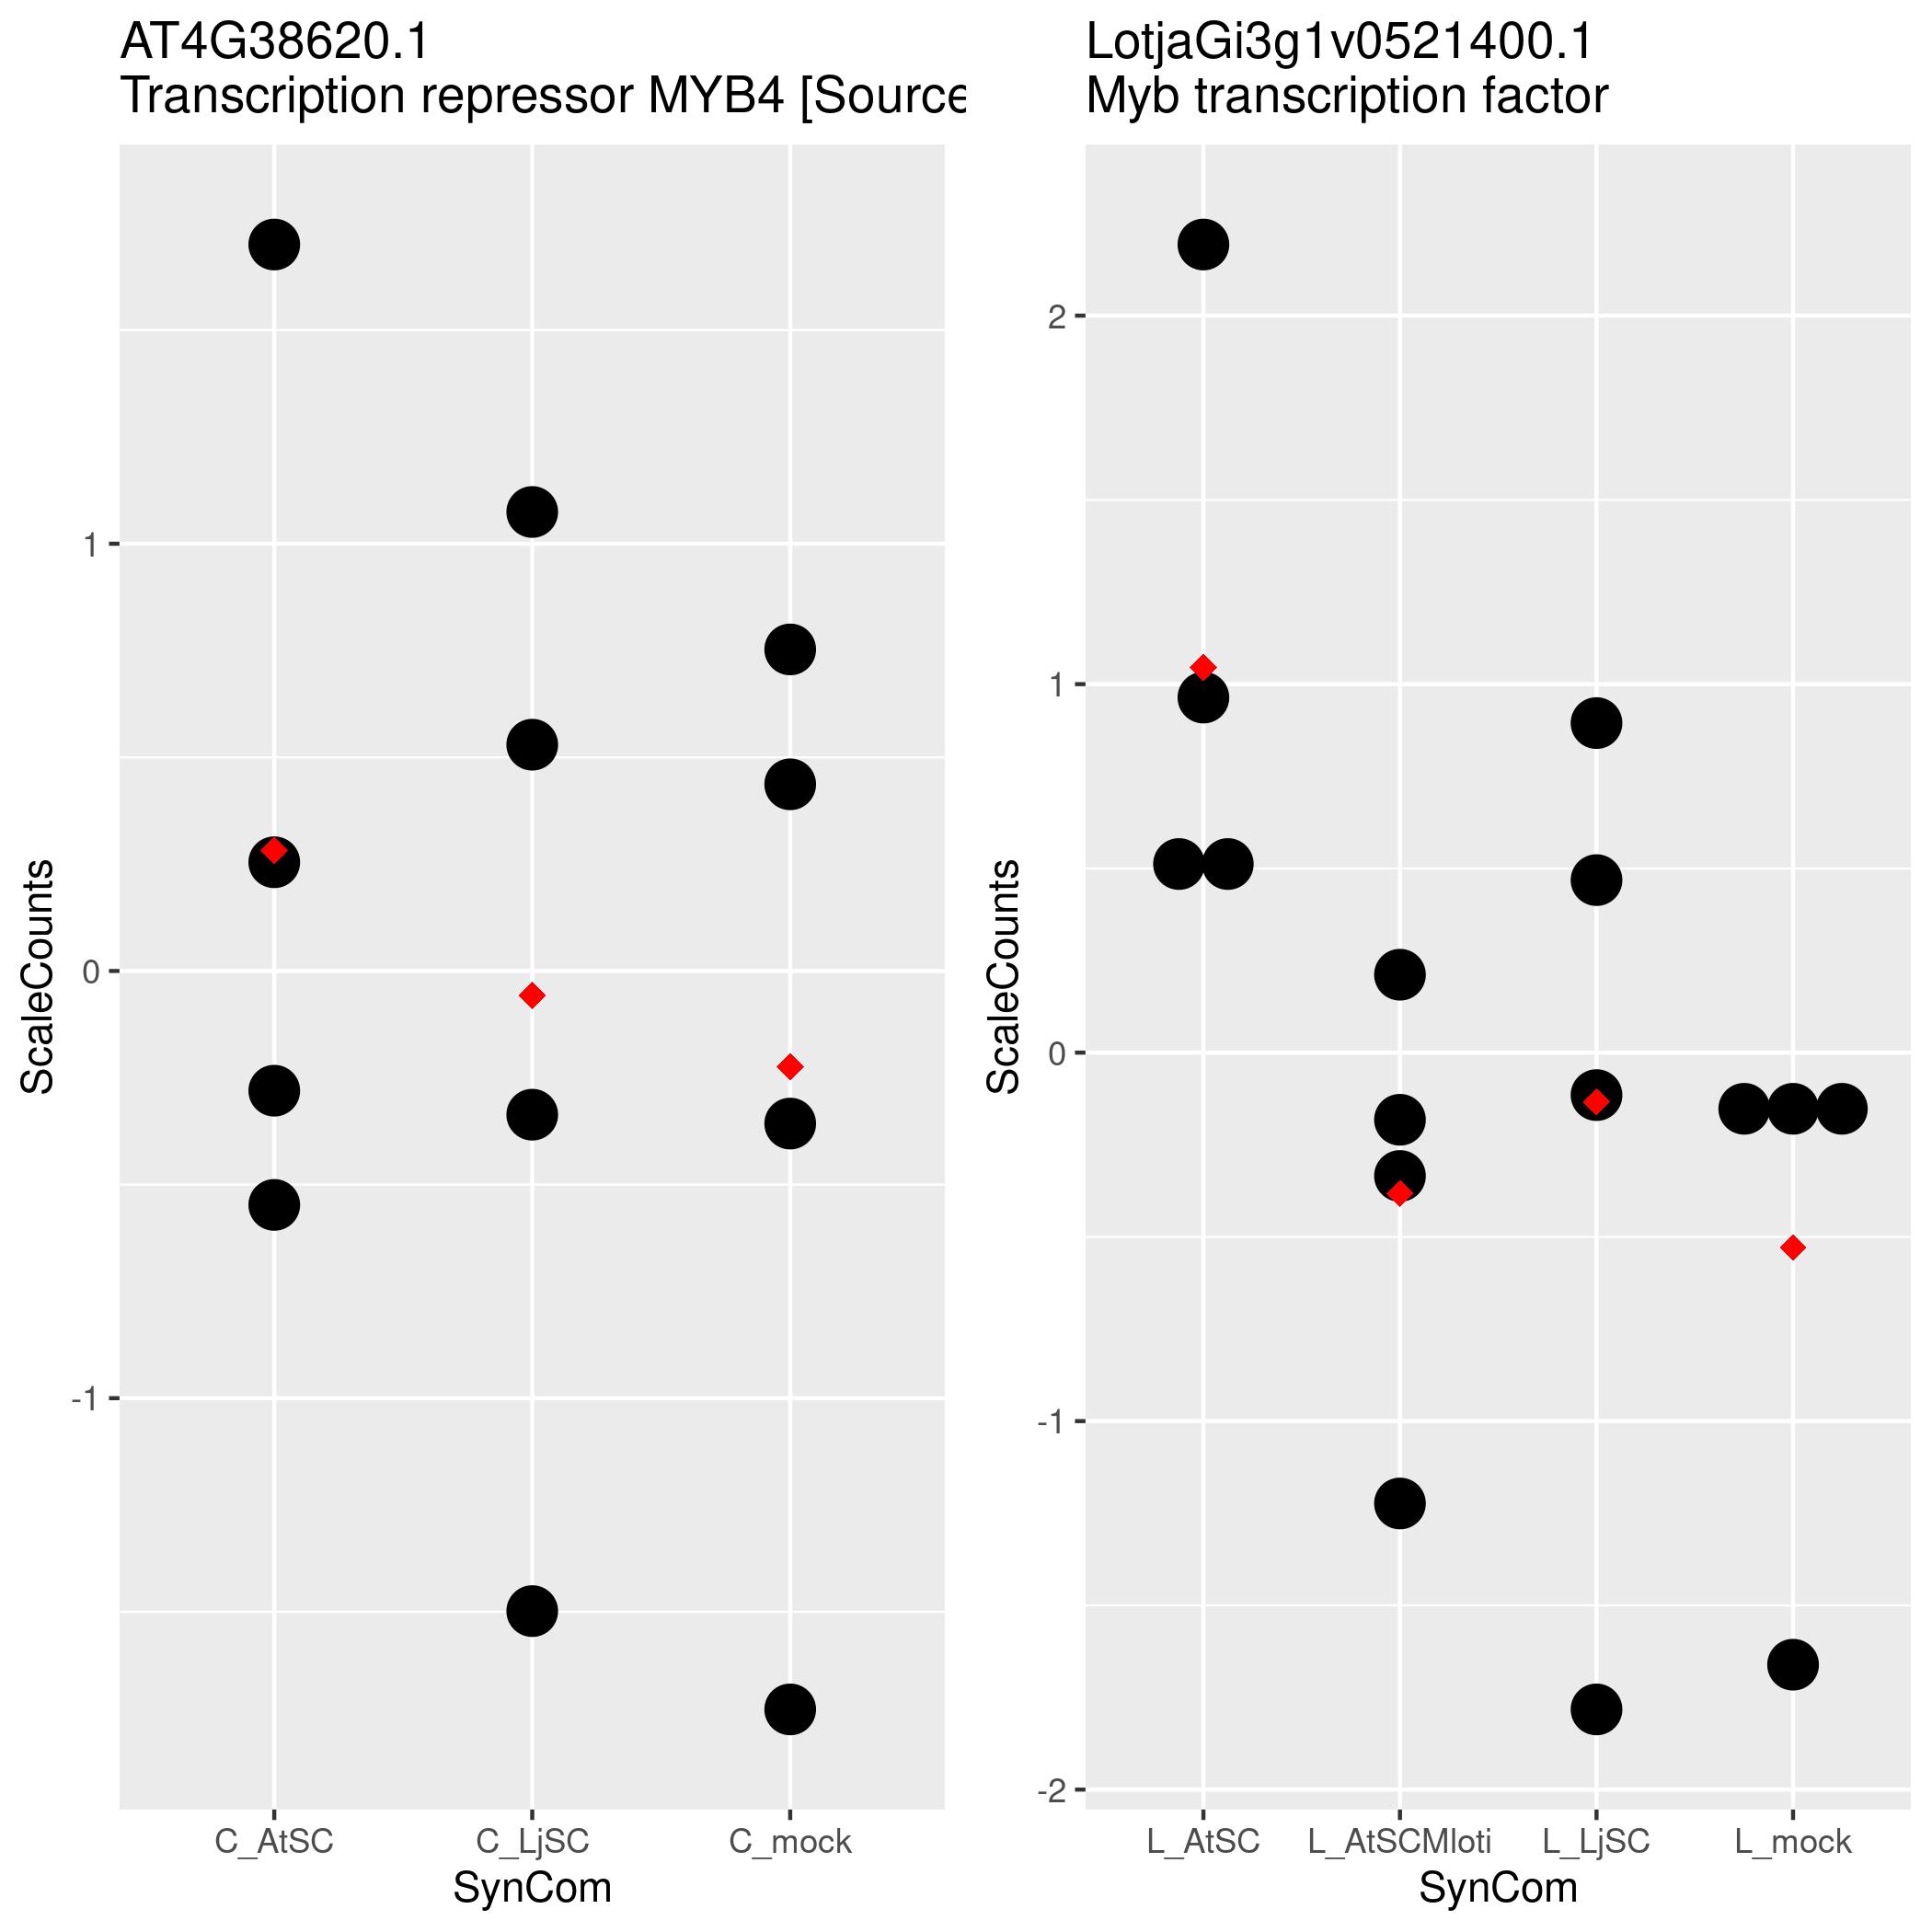 AT4G38620.1
Transcription repressor MYB4 [Source
ScaleCounts
1
0
-1
C_AtSC C_LjSC C_mock
SynCom
LotjaGi3g1v0521400.1
Myb transcription factor
ScaleCounts
2
1
0
-1
-2
L_AtSC L_AtSCMloti L_LjSC L_mock
SynCom